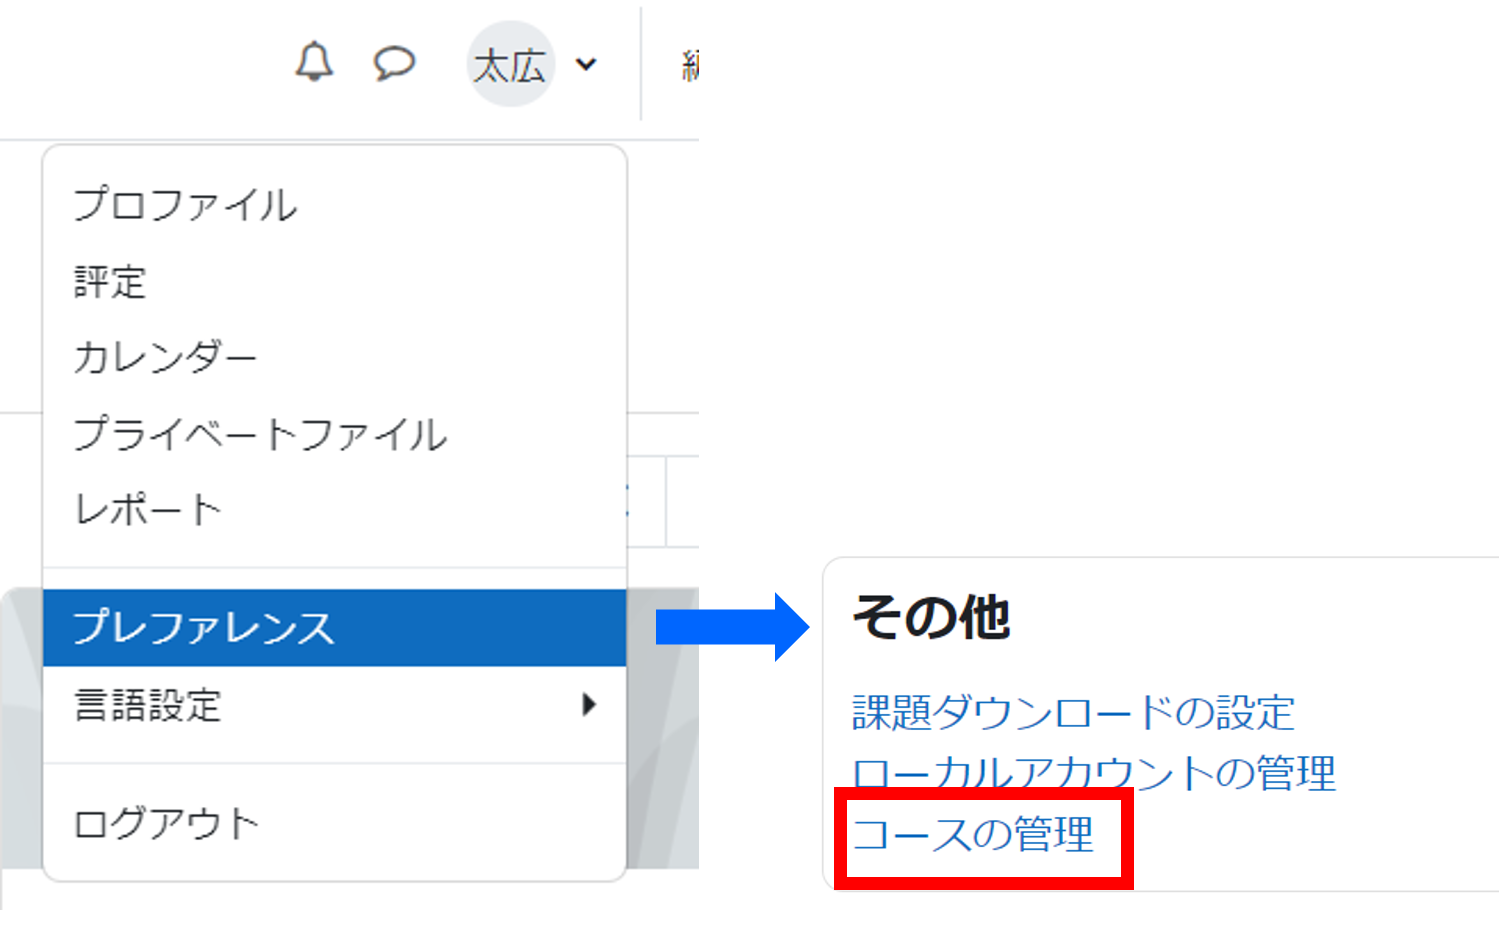 太広
プロファイル
評定
カレンダー
プライベートファイル
レポート
プレファレンス
言語設定
ログアウト
その他
課題ダウンロードの設定
ローカルアカウントの管理
コースの管理